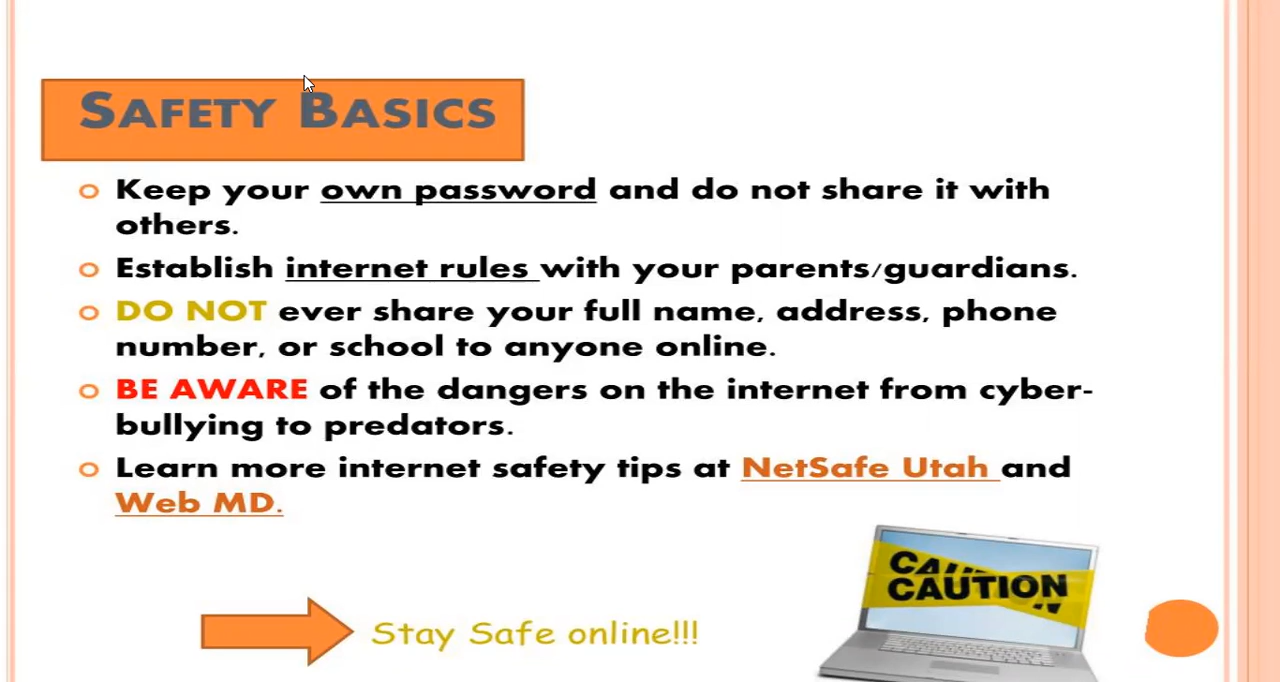 SAFETY BASICS
Keep your own password and do not share it with
others.
Establish internet rules with your parents/guardians.
DO NOT ever share your full name, address, phone
number, or school to anyone online.
BE AWARE of the dangers on the internet from cyber-
bullying to predators.
Learn more internet safety tips at NetSafe Utah and
Web MD.
CAUTION
Stay Safe online!!!